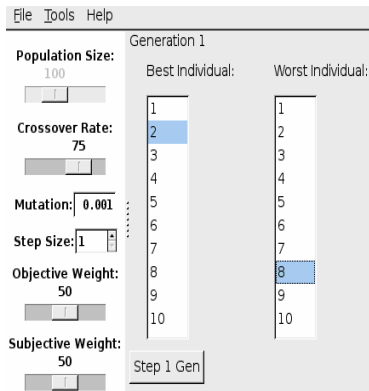 File Tools Help
Population Size:
100
Crossover Rate:
75
Mutation: 0.001
Step Size: 1
Objective Weight:
50
Subjective Weight:
50
Generation 1
Best Individual:
1
2
3
4
5
6
7
8
9
10
Worst Individual:
1
2
3
4
5
6
7
8
9
10
Step 1 Gen